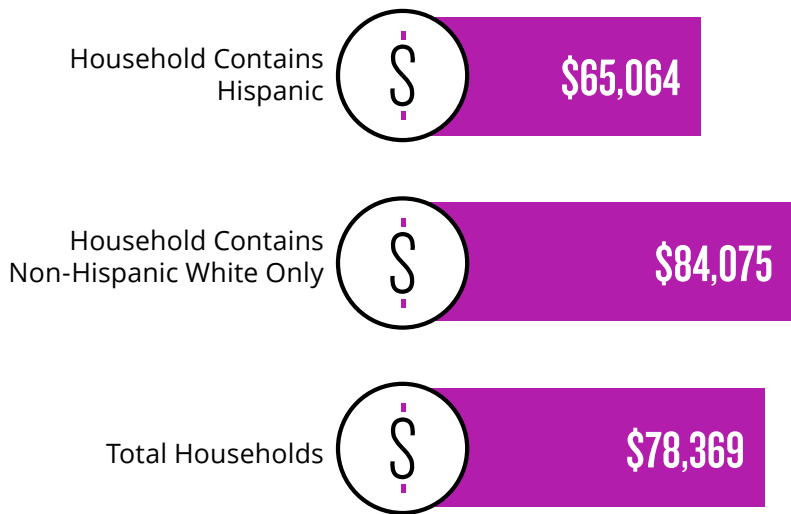 Household Contains
Hispanic
$
$65,064
Household Contains
Non-Hispanic White Only
$
$84,075
Total Households
$
$78,369